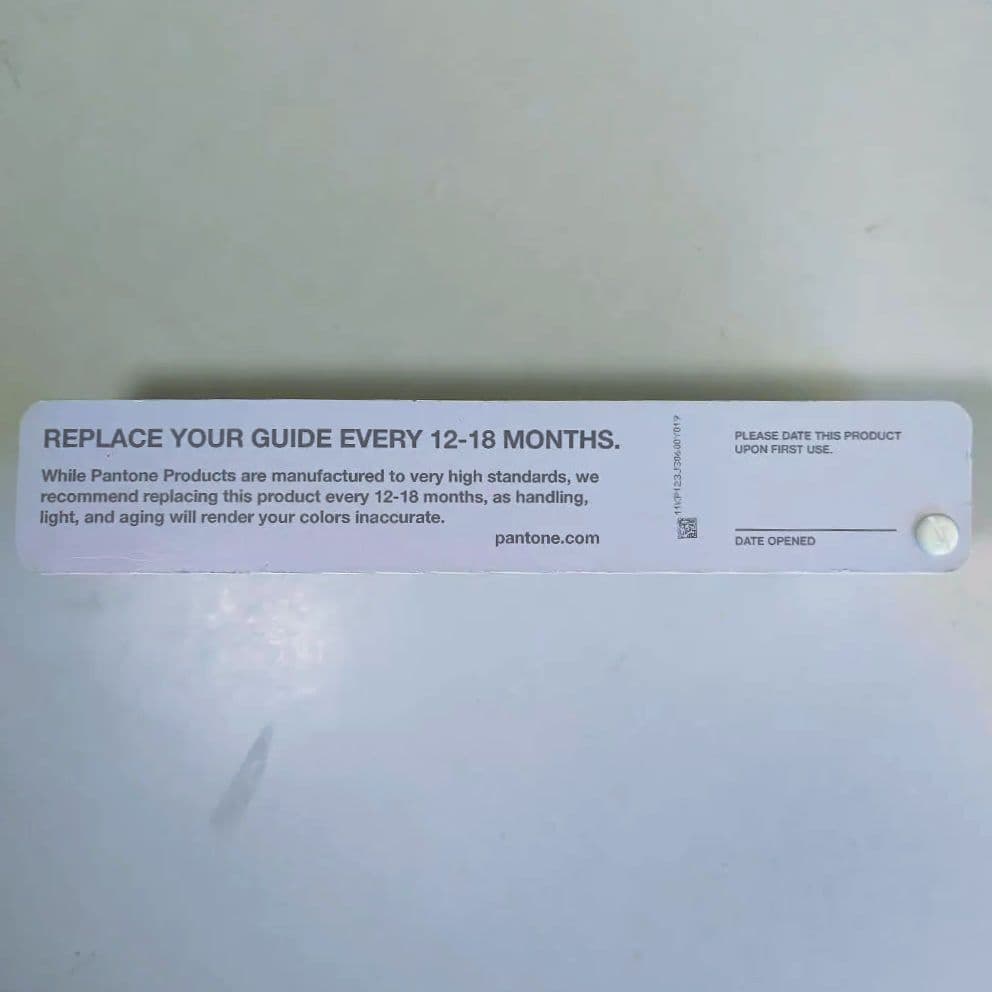 REPLACE YOUR GUIDE EVERY 12-18 MONTHS.
While Pantone Products are manufactured to very high standards, we
recommend replacing this product every 12-18 months, as handling,
light, and aging will render your colors inaccurate.
pantone.com
PLEASE DATE THIS PRODUCT
UPON FIRST USE.
DATE OPENED